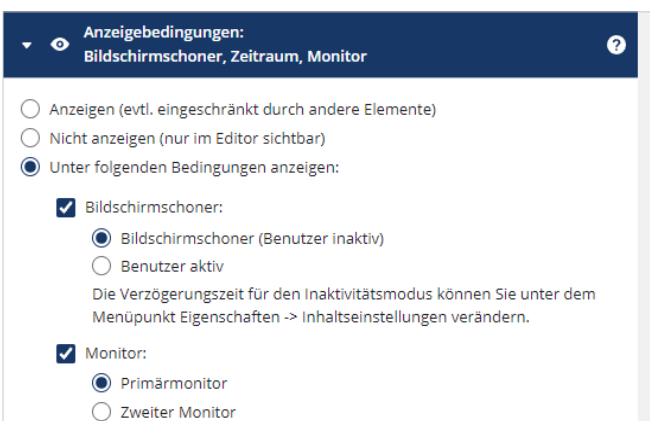 Anzeigebedingungen:
Bildschirmschoner, Zeitraum, Monitor
?
Anzeigen (evtl. eingeschränkt durch andere Elemente)
Nicht anzeigen (nur im Editor sichtbar)
Unter folgenden Bedingungen anzeigen:
Bildschirmschoner:
Bildschirmschoner (Benutzer inaktiv)
Benutzer aktiv
Die Verzögerungszeit für den Inaktivitätsmodus können Sie unter dem
Menüpunkt Eigenschaften -> Inhaltseinstellungen verändern.
Monitor:
Primärmonitor
Zweiter Monitor